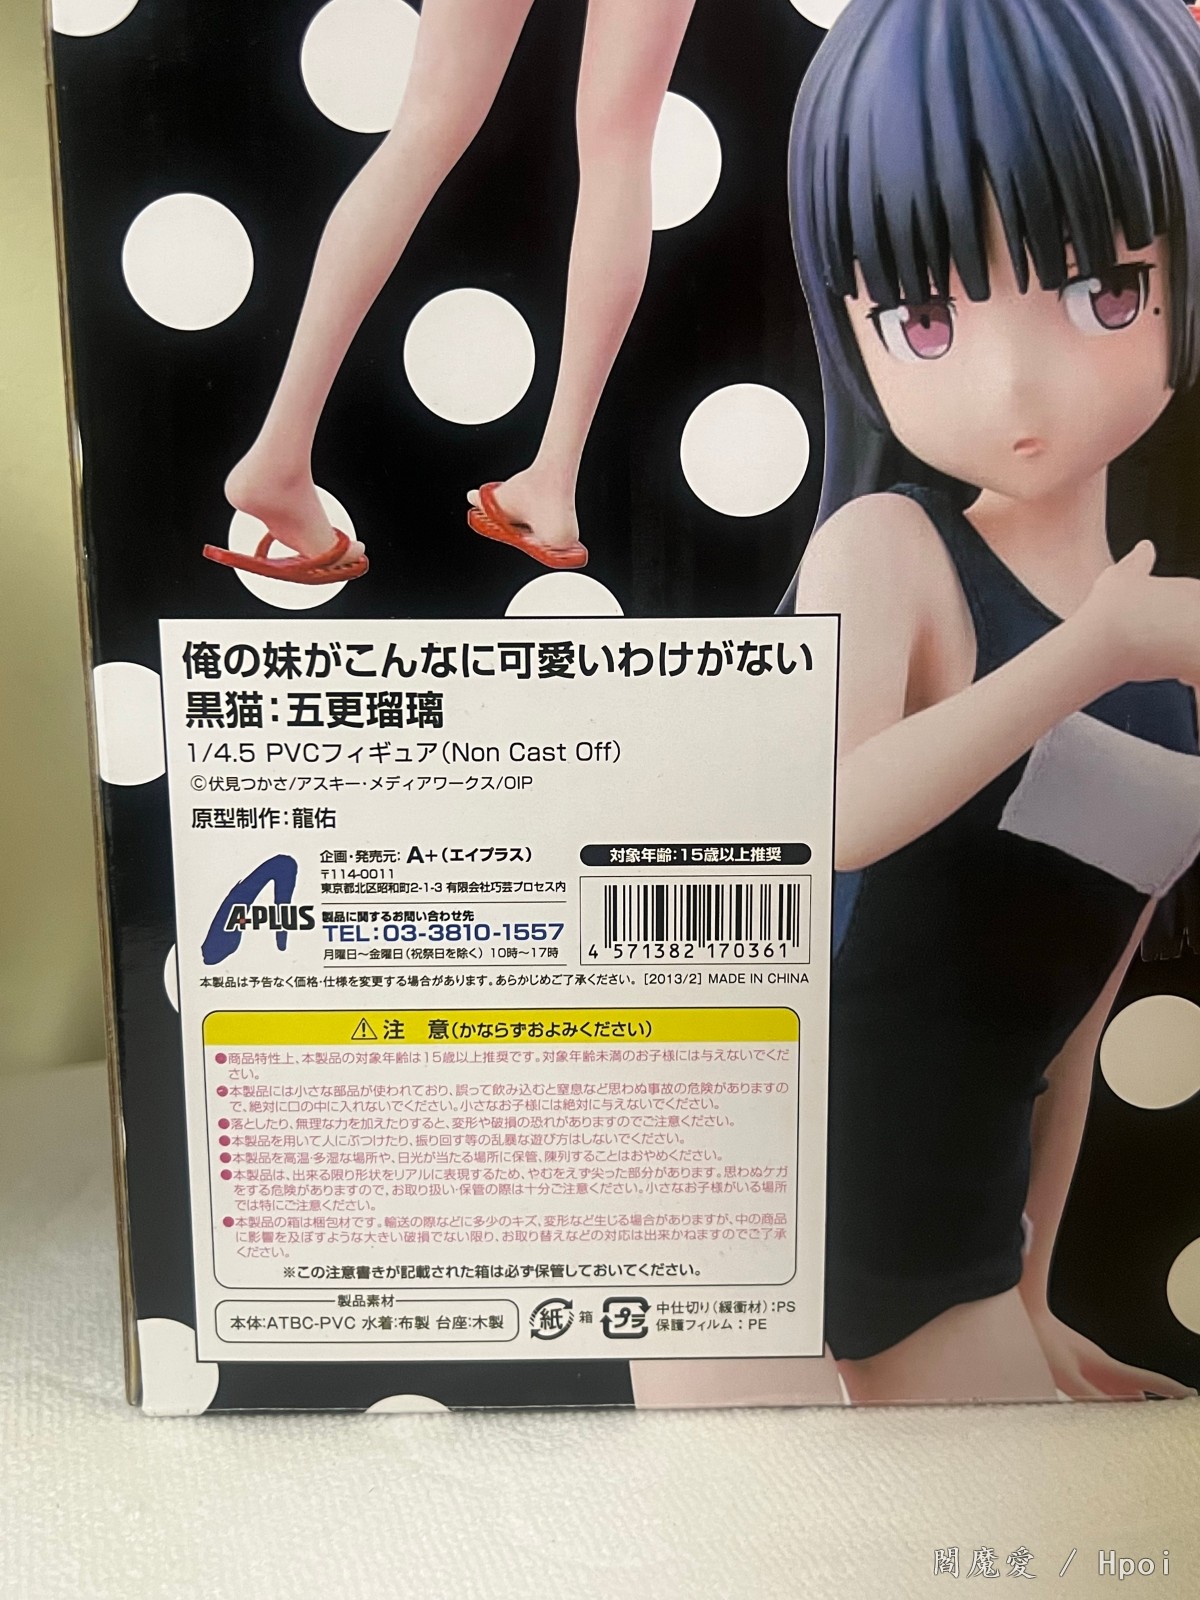 俺の妹がこんなに可愛いわけがない
黒猫：五更瑠璃
1/4.5 PVCフィギュア（Non Cast Off）
©伏見つかさ/アスキー・メディアワークス/OIP
原型制作：龍佑
A-PLUS
企画・発売元：A＋（エイプラス）
〒114-0011
東京都北区昭和町2-1-3 有限会社巧芸プロセス内
製品に関するお問い合わせ先
TEL：03-3810-1557
月曜日〜金曜日（祝祭日を除く）10時〜17時
対象年齢：15歳以上推奨
4 571382 170361
本製品は予告なく価格・仕様を変更する場合があります。あらかじめご了承ください。［2013/2］MADE IN CHINA
⚠注　意（かならずおよみください）
●商品特性上、本製品の対象年齢は15歳以上推奨です。対象年齢未満のお子様には与えないでくだ
さい。
●本製品には小さな部品が使われており、誤って飲み込むと窒息など思わぬ事故の危険がありますの
で、絶対に口の中に入れないでください。小さなお子様には絶対に与えないでください。
●落としたり、無理な力を加えたりすると、変形や破損の恐れがありますのでご注意ください。
●本製品を用いて人にぶつけたり、振り回す等の乱暴な遊び方はしないでください。
●本製品を高温・多湿な場所や、日光が当たる場所に保管、陳列することはおやめください。
●本製品は、出来る限り形状をリアルに表現するため、やむをえず尖った部分があります。思わぬケガ
をする危険がありますので、お取り扱い・保管の際は十分ご注意ください。小さなお子様がいる場所
では特にご注意ください。
●本製品の箱は梱包材です。輸送の際などに多少のキズ、変形など生じる場合がありますが、中の商品
に影響を及ぼすような大きい破損でない限り、お取り替えなどの対応は出来かねますのでご了承
ください。
※この注意書きが記載された箱は必ず保管しておいてください。
製品素材
本体：ATBC-PVC 水着：布製 台座：木製
紙 箱
プラ 中仕切り（緩衝材）：PS
保護フィルム：PE
閻魔愛 / Hpoi